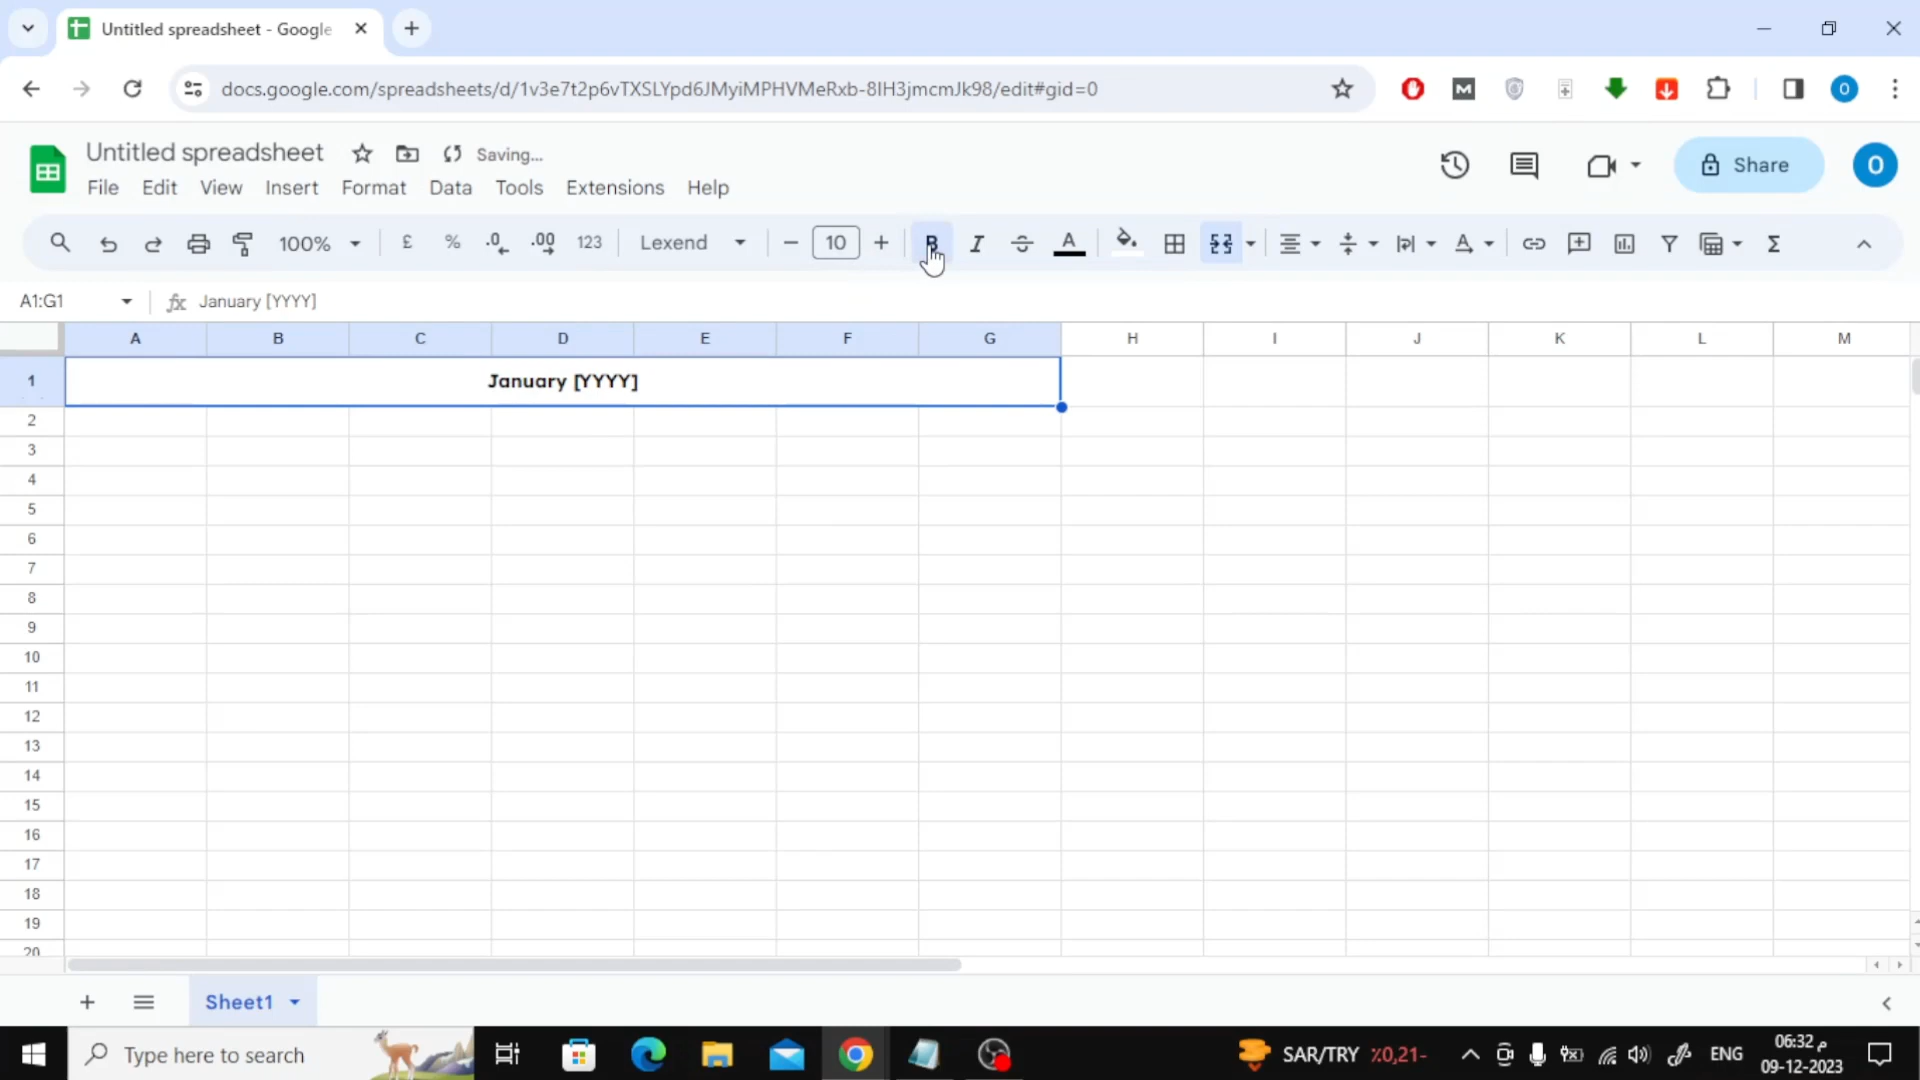 Untitled spreadsheet - Google
docs.google.com/spreadsheets/d/1v3e7t2p6vTXSLYpd6JMyiMPHVMeRxb-8IH3jmcmJk98/edit#gid=0
Untitled spreadsheet Saving...
File Edit View Insert Format Data Tools Extensions Help
Share
O
100% £ % .0 .00 123 Lexend 10 B I A Σ
A1:G1 fx January [YYYY]
A B C D E F G H I J K L M
1 January [YYYY]
2
3
4
5
6
7
8
9
10
11
12
13
14
15
16
17
18
19
20
Sheet1
Type here to search
SAR/TRY ٪0,21-
ENG
06:32 م
09-12-2023